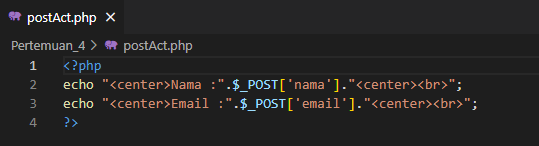 postAct.php
Pertemuan_4 > postAct.php
1 <?php
2 echo "<center>Nama :".$_POST['nama']."<center><br>";
3 echo "<center>Email :".$_POST['email']."<center><br>";
4 ?>